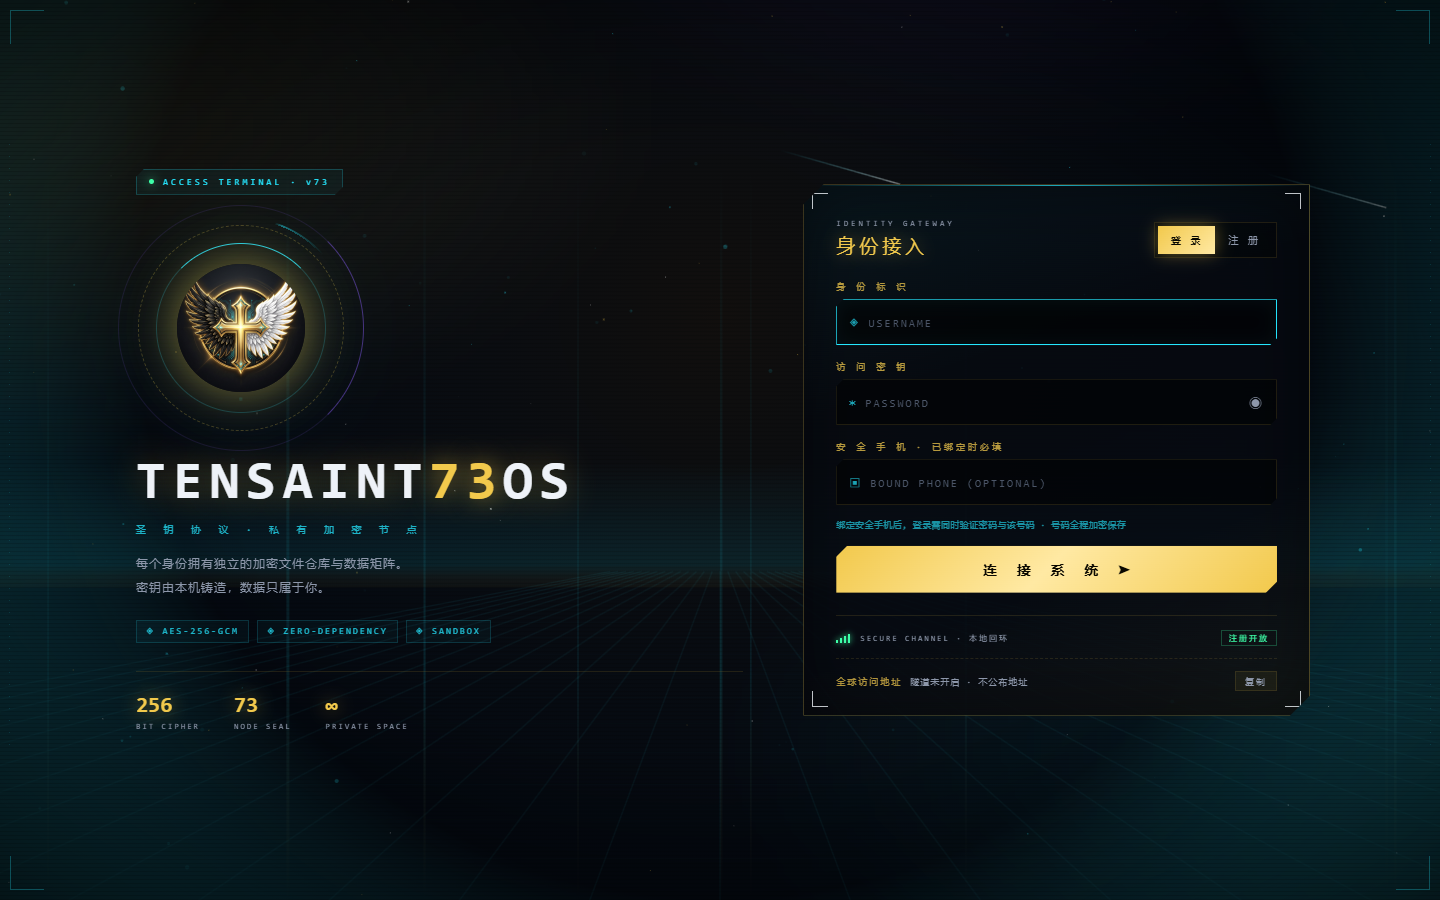 ACCESS TERMINAL · v73
TENSAINT73OS
圣钥协议 · 私有加密节点
每个身份拥有独立的加密文件仓库与数据矩阵。
密钥由本机铸造，数据只属于你。
AES-256-GCM
ZERO-DEPENDENCY
SANDBOX
256
BIT CIPHER
73
NODE SEAL
∞
PRIVATE SPACE
IDENTITY GATEWAY
身份接入
登录
注册
身份标识
USERNAME
访问密钥
PASSWORD
安全手机 · 已绑定时必填
BOUND PHONE (OPTIONAL)
绑定安全手机后，登录需同时验证密码与该号码 · 号码全程加密保存
连接系统 ➤
SECURE CHANNEL · 本地回环
注册开放
全球访问地址 隧道未开启 · 不公布地址
复制